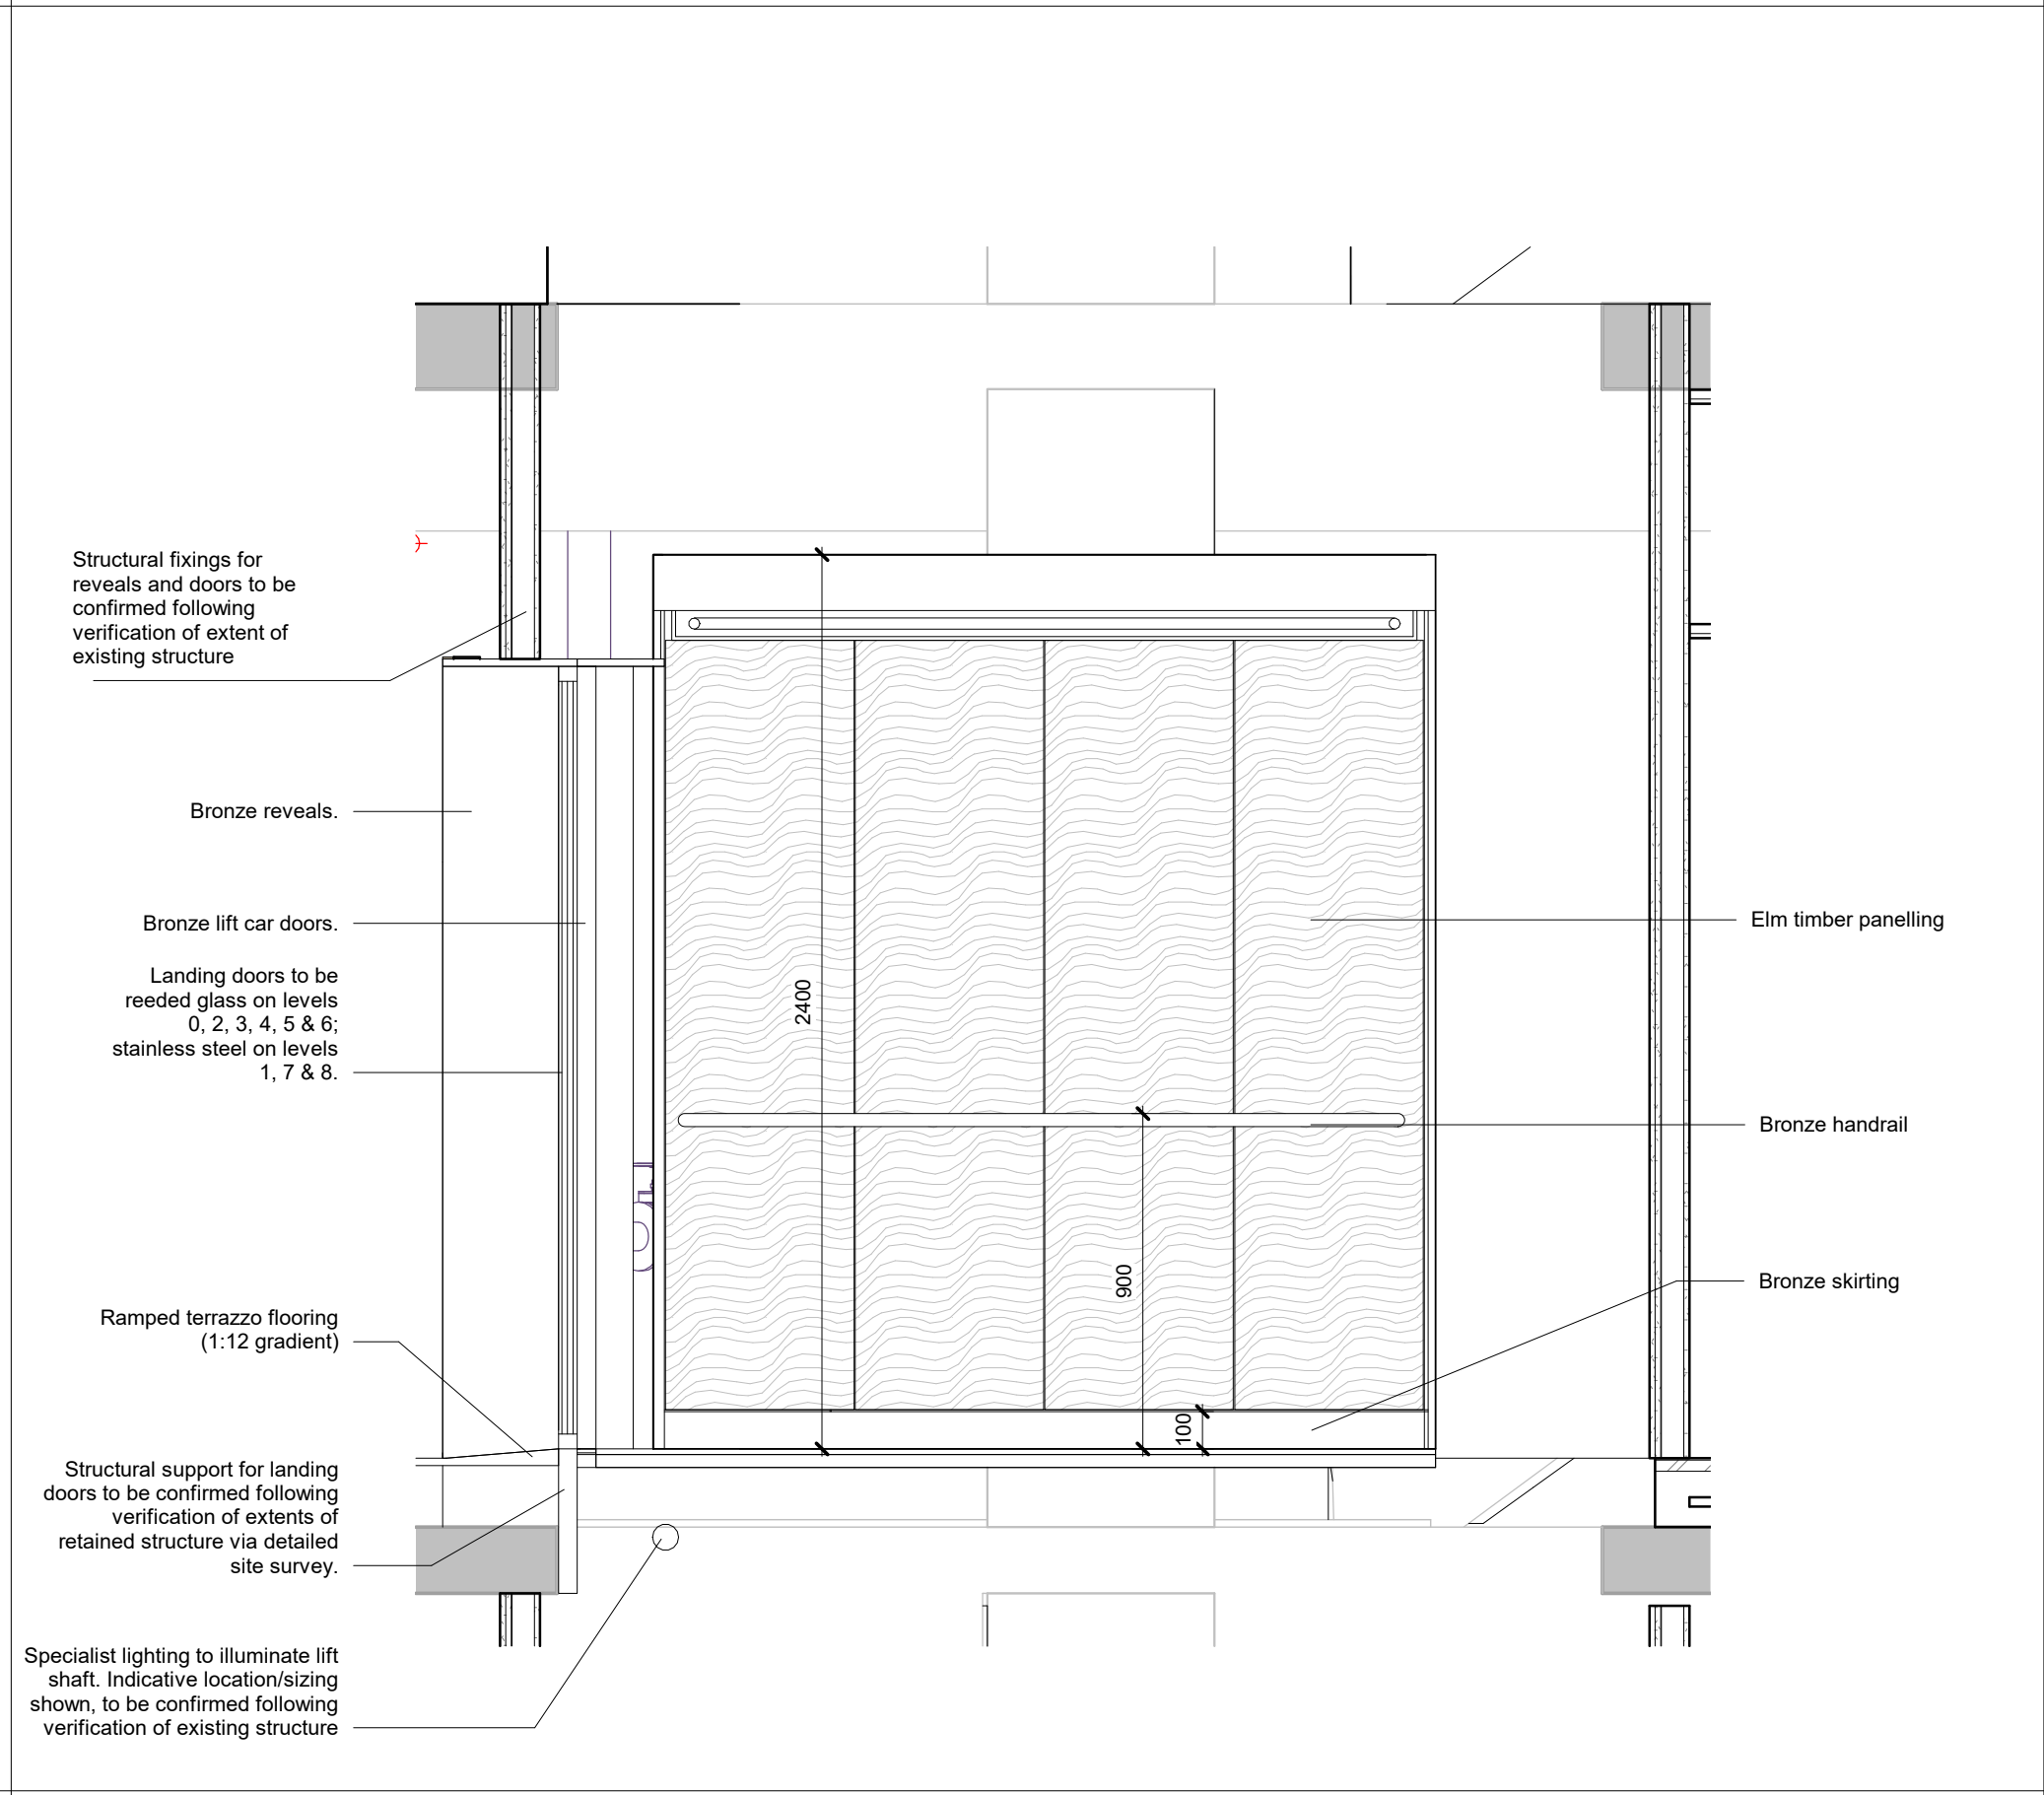 Structural fixings for
reveals and doors to be
confirmed following
verification of extent of
existing structure
Bronze reveals.
Bronze lift car doors.
Landing doors to be
reeded glass on levels
0, 2, 3, 4, 5 & 6;
stainless steel on levels
1, 7 & 8.
Ramped terrazzo flooring
(1:12 gradient)
Structural support for landing
doors to be confirmed following
verification of extents of
retained structure via detailed
site survey.
Specialist lighting to illuminate lift
shaft. Indicative location/sizing
shown, to be confirmed following
verification of existing structure
2400
900
100
Elm timber panelling
Bronze handrail
Bronze skirting